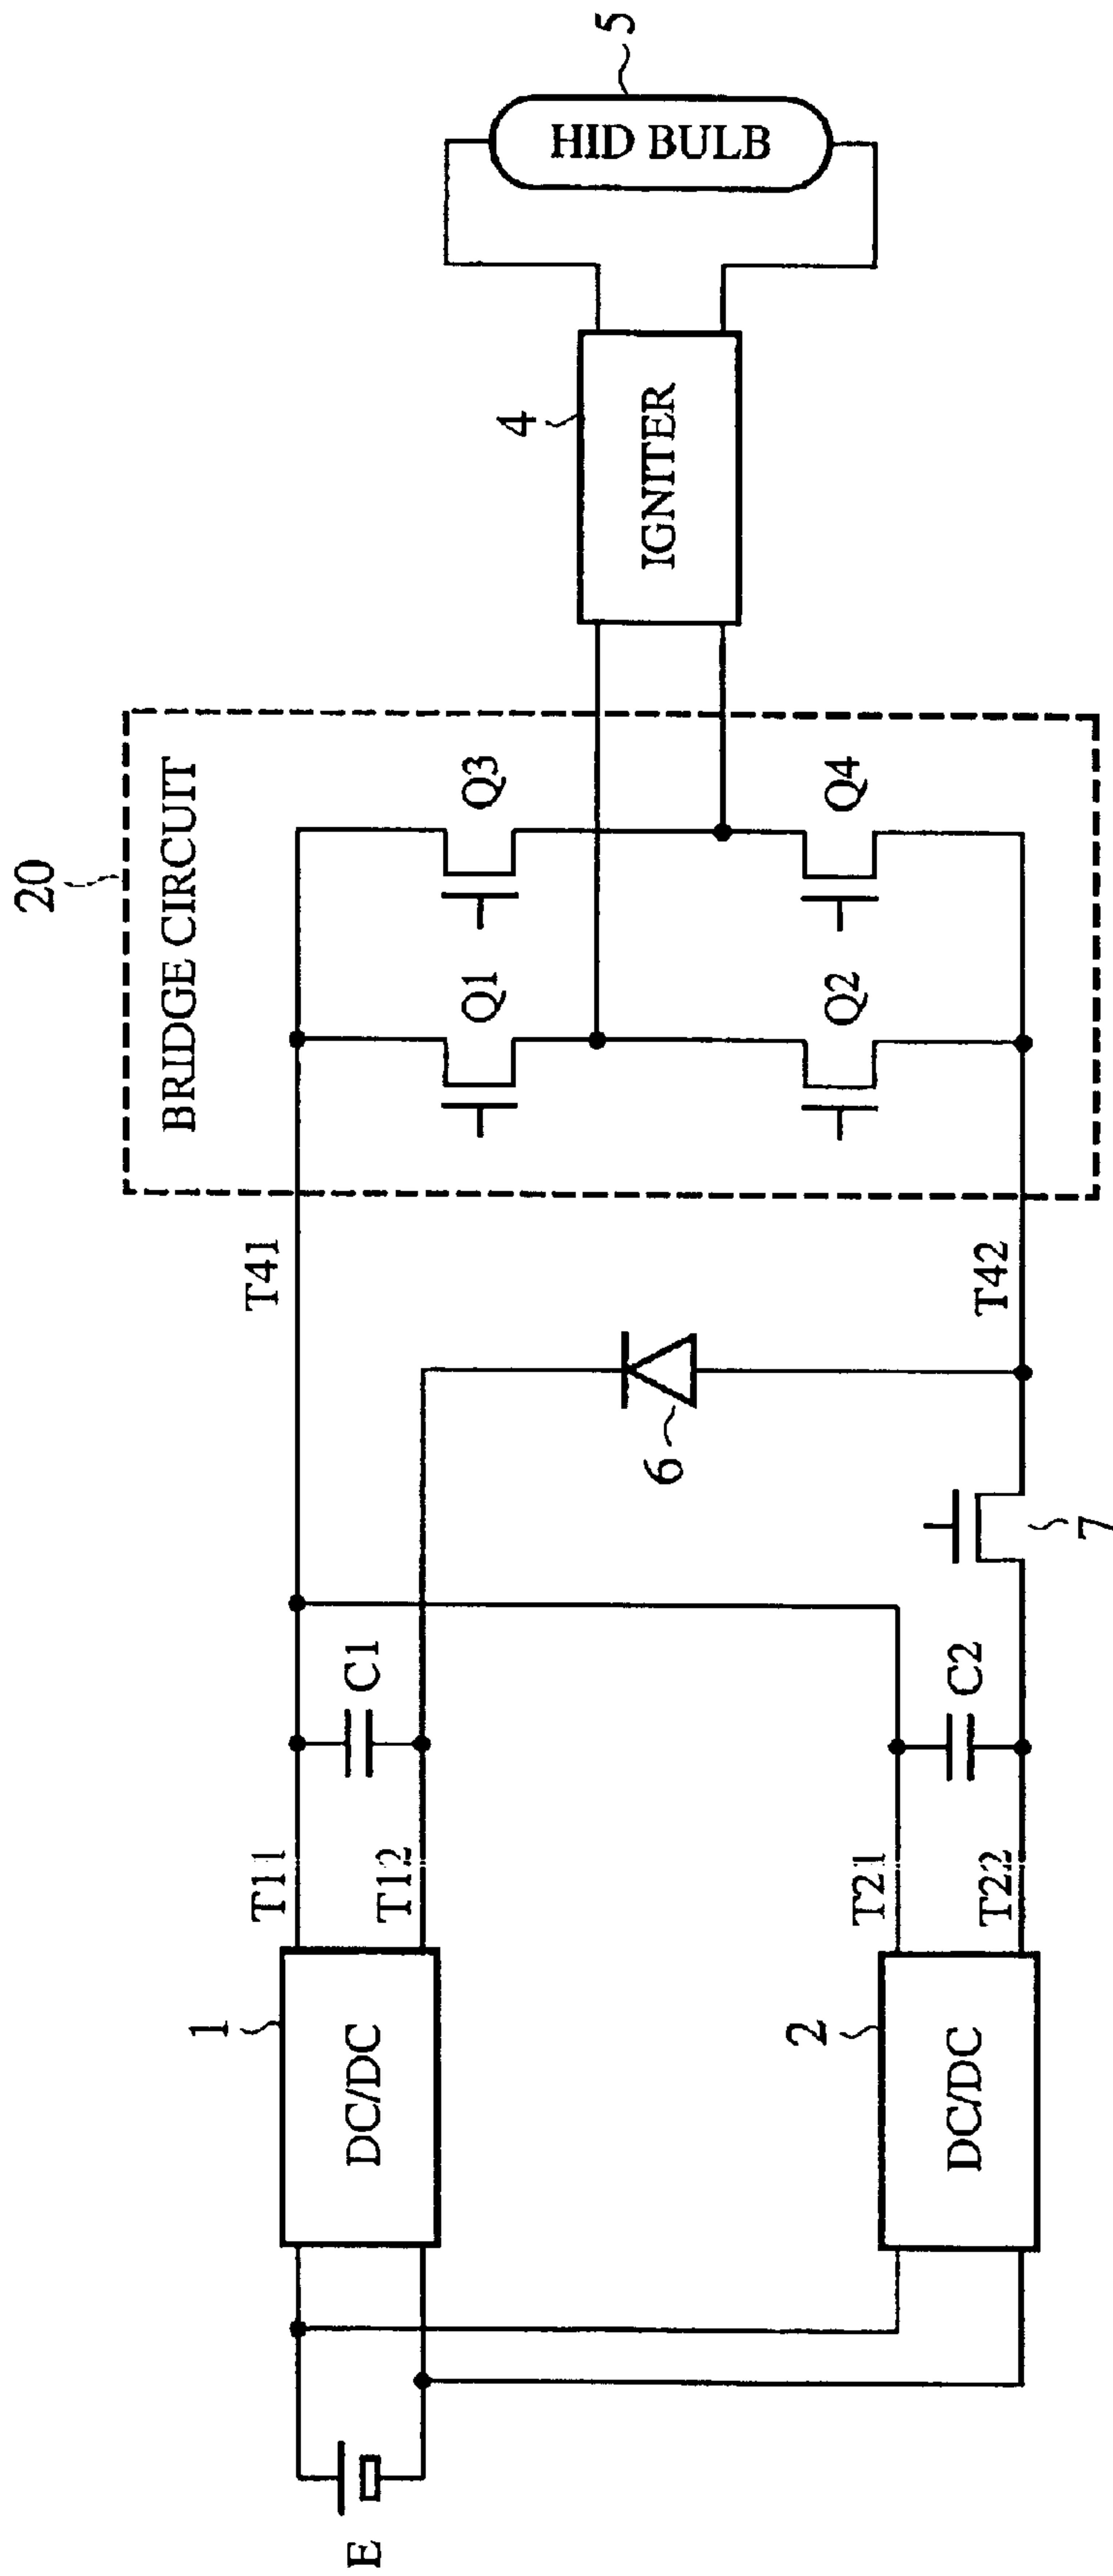 20
BRIDGE CIRCUIT
T41
Q1
Q3
Q2
Q4
T42
4
IGNITER
5
HID BULB
6
7
T11
C1
T12
1
DC/DC
T21
C2
T22
2
DC/DC
E